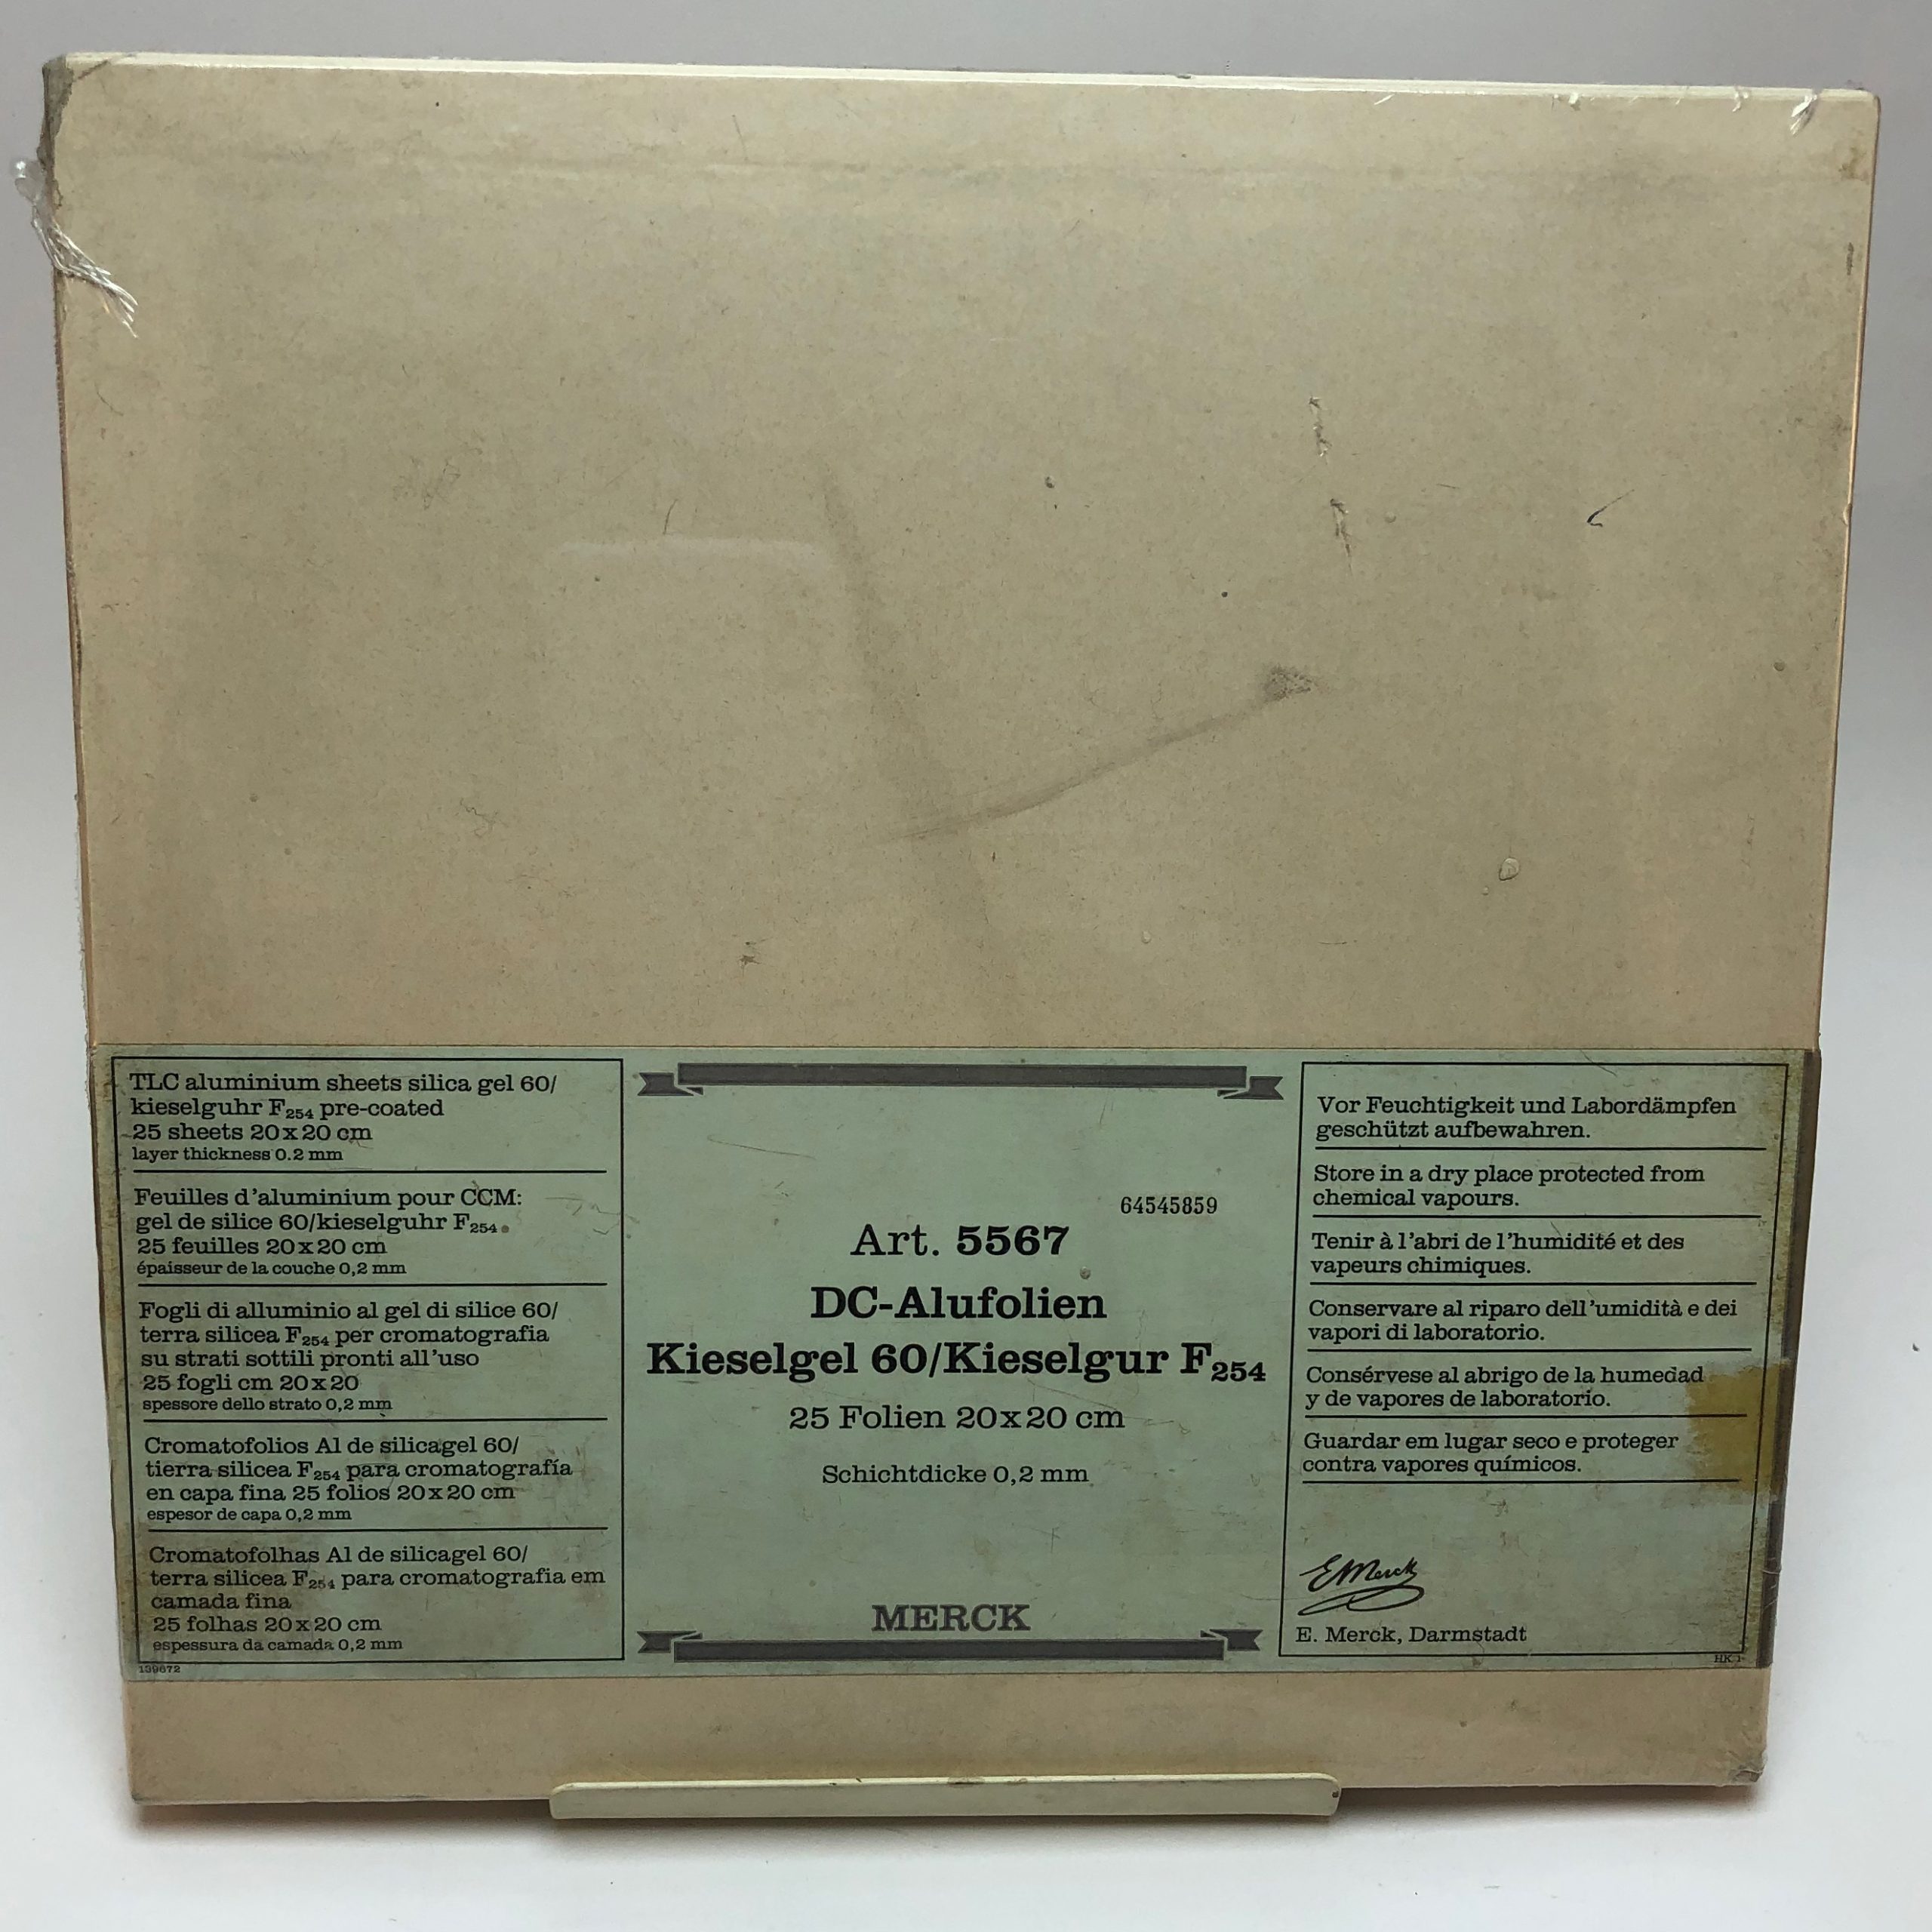 TLC aluminium sheets silica gel 60/
kieselguhr F₂₅₄ pre-coated
25 sheets 20x20 cm
layer thickness 0.2 mm
Feuilles d'aluminium pour CCM:
gel de silice 60/kieselguhr F₂₅₄.
25 feuilles 20x20 cm
épaisseur de la couche 0,2 mm
Fogli di alluminio al gel di silice 60/
terra silicea F₂₅₄ per cromatografia
su strati sottili pronti all'uso
25 fogli cm 20x20
spessore dello strato 0,2 mm
Cromatofolios Al de silicagel 60/
tierra silicea F₂₅₄ para cromatografía
en capa fina 25 folios 20x20 cm
espesor de capa 0,2 mm
Cromatofolhas Al de silicagel 60/
terra silicea F₂₅₄ para cromatografia em
camada fina
25 folhas 20x20 cm
espessura da camada 0,2 mm
139672
64545859
Art. 5567
DC-Alufolien
Kieselgel 60/Kieselgur F₂₅₄
25 Folien 20x20 cm
Schichtdicke 0,2 mm
MERCK
Vor Feuchtigkeit und Labordämpfen
geschützt aufbewahren.
Store in a dry place protected from
chemical vapours.
Tenir à l'abri de l'humidité et des
vapeurs chimiques.
Conservare al riparo dell'umidità e dei
vapori di laboratorio.
Consérvese al abrigo de la humedad
y de vapores de laboratorio.
Guardar em lugar seco e proteger
contra vapores químicos.
E Merck
E. Merck, Darmstadt